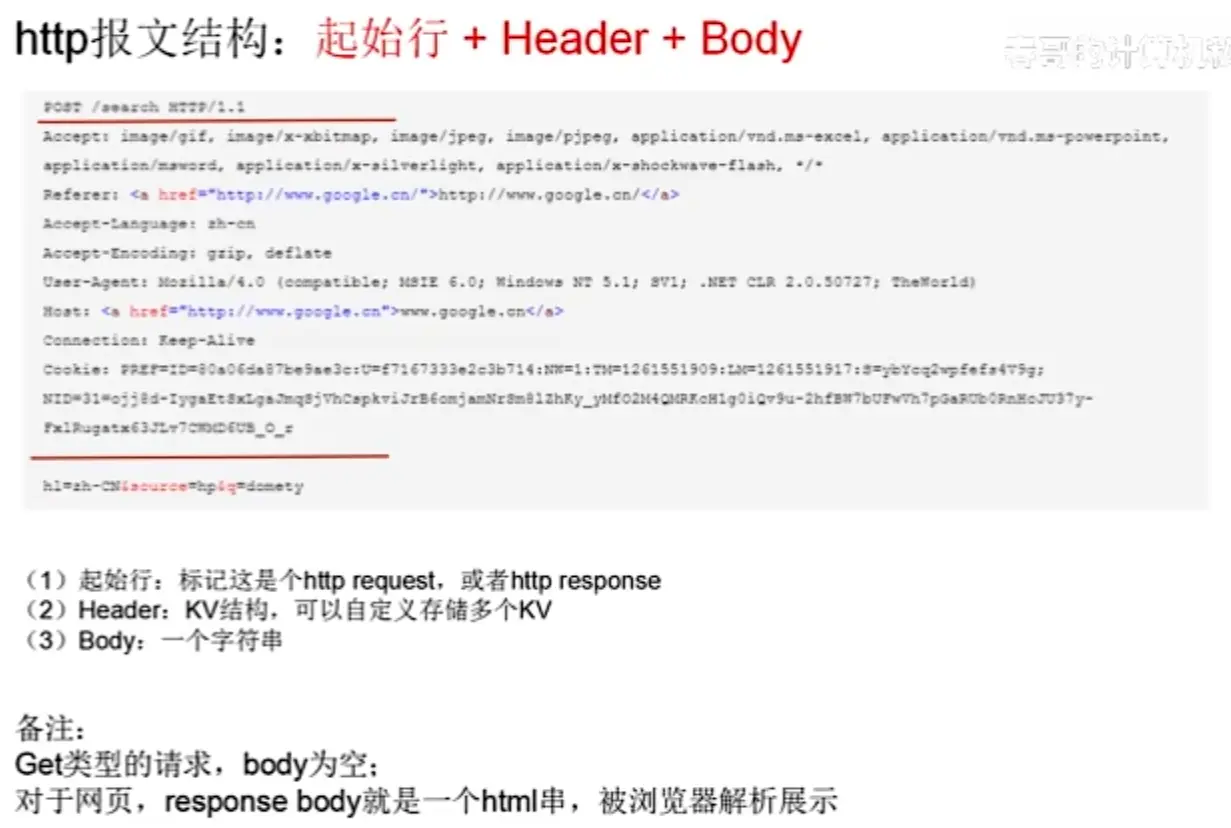 http报文结构：起始行 + Header + Body
POST /search HTTP/1.1
Accept: image/gif, image/x-xbitmap, image/jpeg, image/pjpeg, application/vnd.ms-excel, application/vnd.ms-powerpoint,
application/msword, application/x-silverlight, application/x-shockwave-flash, */*
Referer: <a href="http://www.google.cn/">http://www.google.cn/</a>
Accept-Language: zh-cn
Accept-Encoding: gzip, deflate
User-Agent: Mozilla/4.0 (compatible; MSIE 6.0; Windows NT 5.1; SV1; .NET CLR 2.0.50727; TheWorld)
Host: <a href="http://www.google.cn">www.google.cn</a>
Connection: Keep-Alive
Cookie: PREF=ID=80a06da87be9ae3c:U=f7167333e2c3b714:NW=1:TM=1261551909:LM=1261551917:S=ybYcq2wpfefs4V9g;
hl=zh-CN&source=hp&q=domety
（1）起始行：标记这是个http request，或者http response
（2）Header：KV结构，可以自定义存储多个KV
（3）Body：一个字符串
备注：
Get类型的请求，body为空；
对于网页，response body就是一个html串，被浏览器解析展示